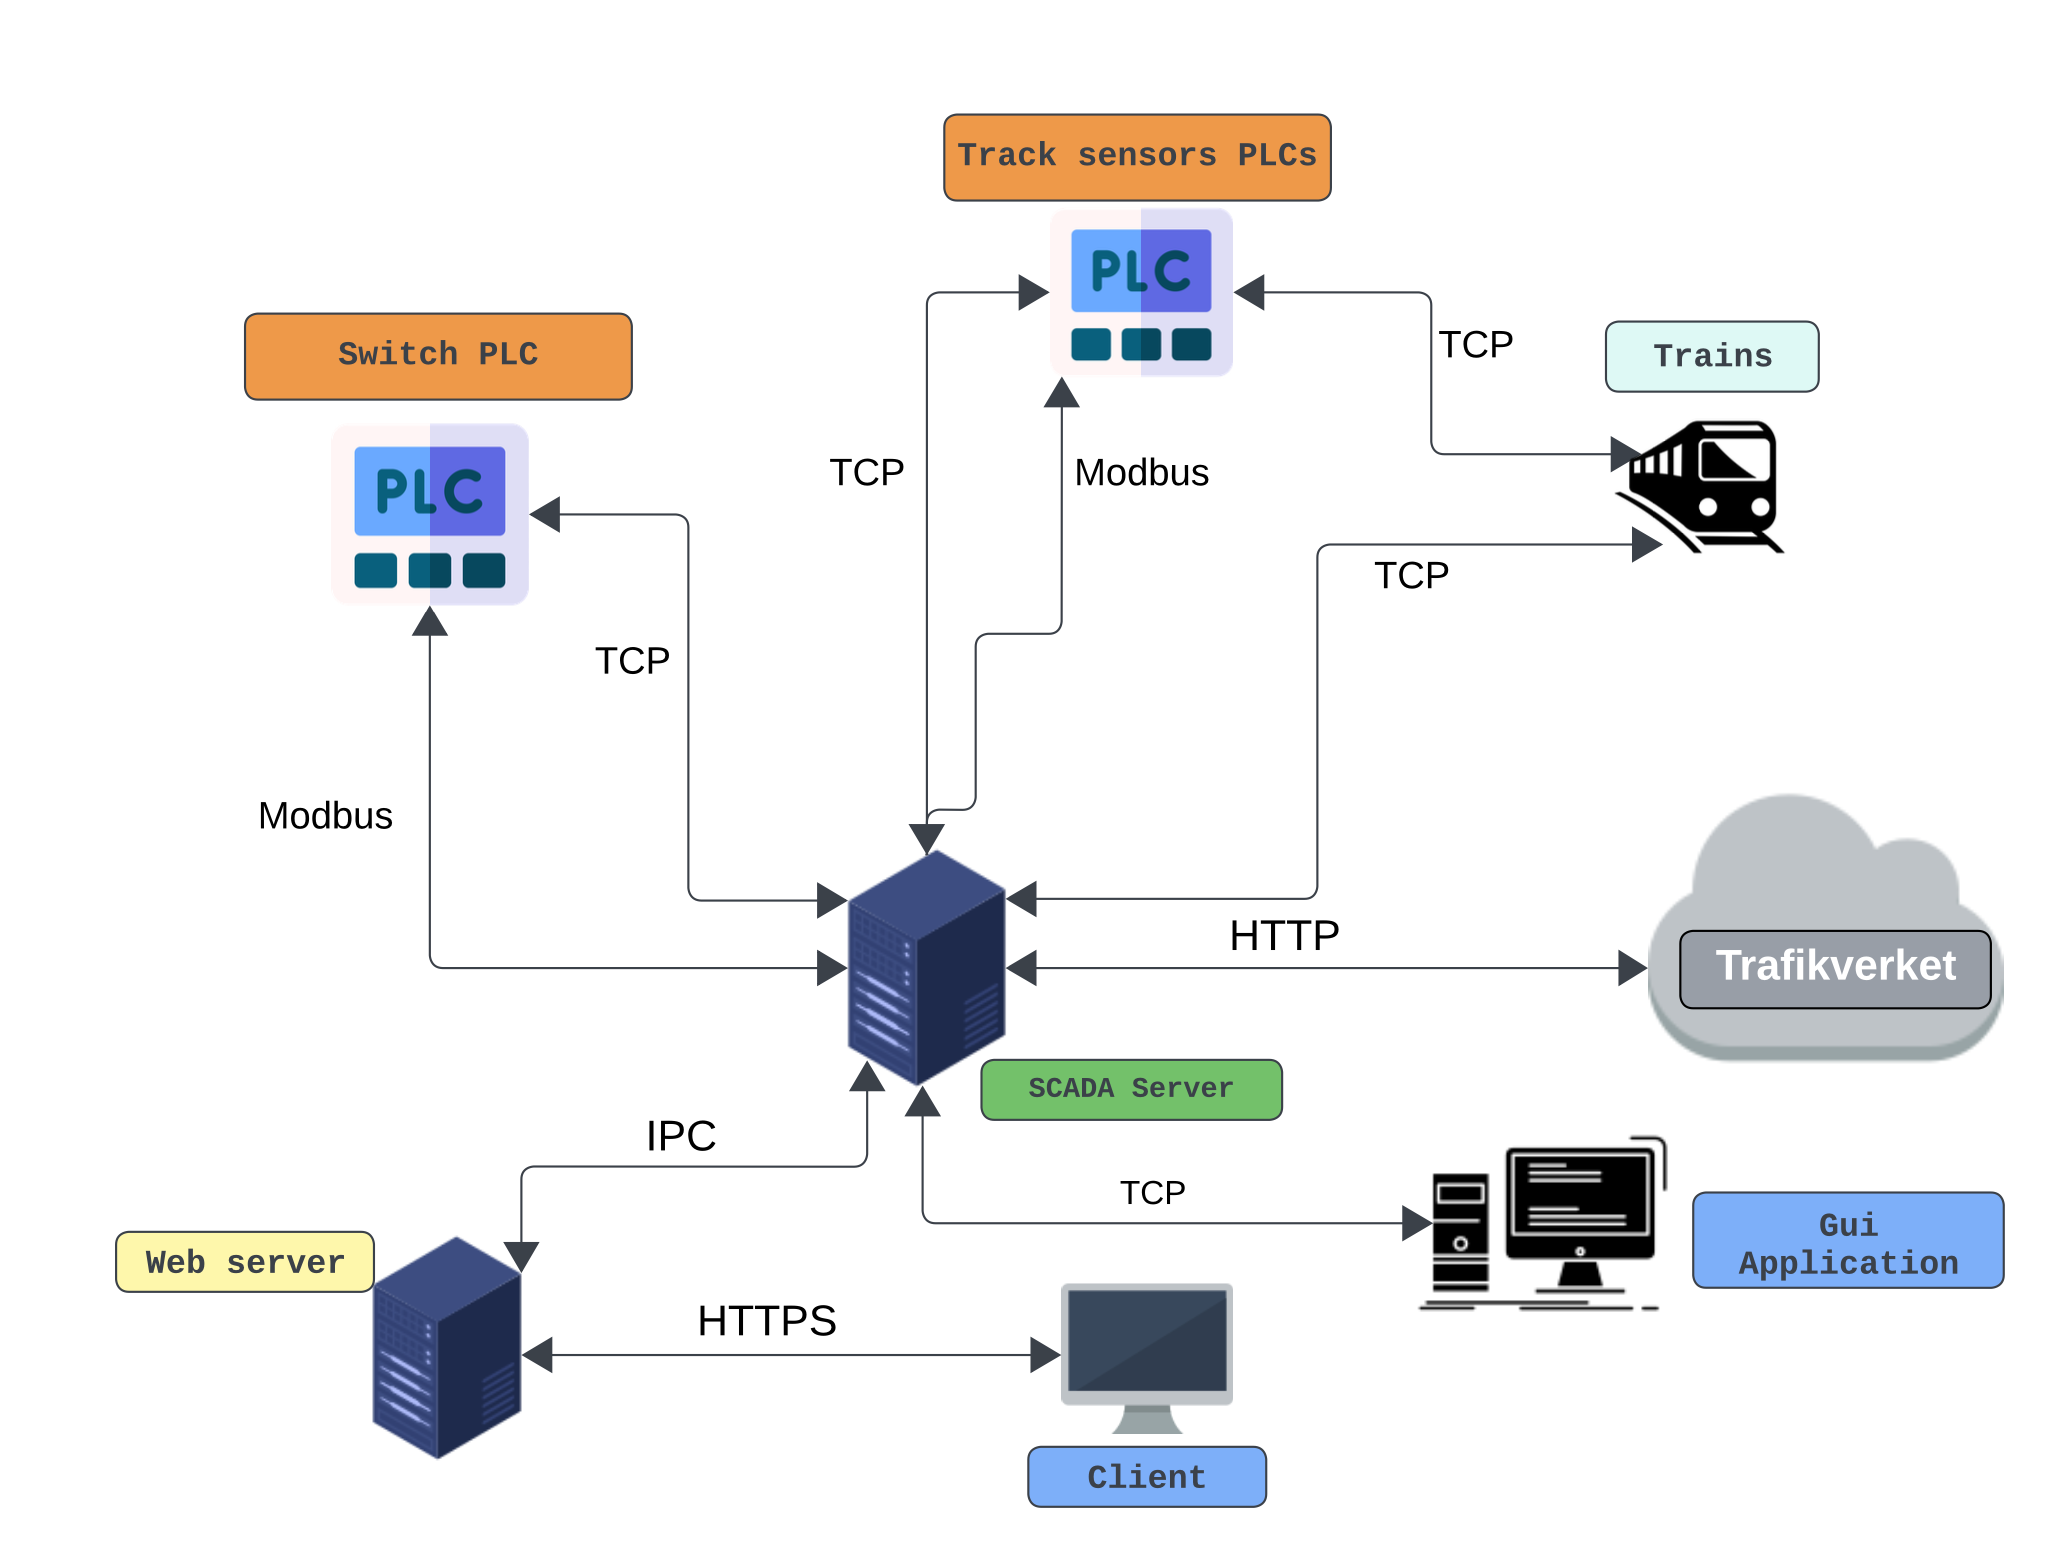 Track sensors PLCs
PLC
Switch PLC
TCP
Trains
PLC
TCP
Modbus
TCP
TCP
Modbus
HTTP
Trafikverket
SCADA Server
IPC
TCP
Gui
Application
Web server
HTTPS
Client